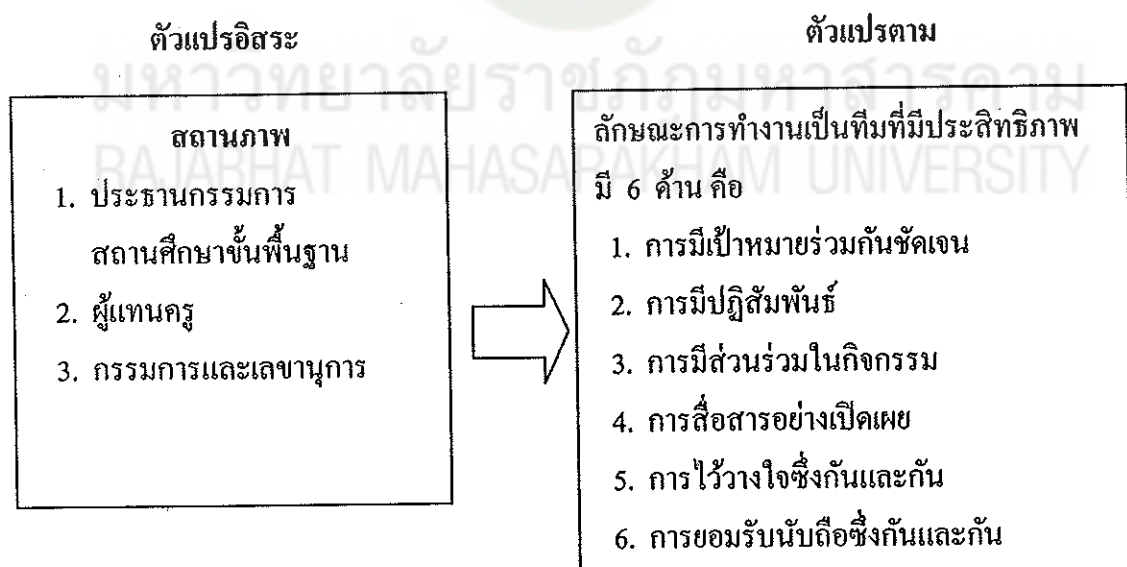 ตัวแปรอิสระ
ตัวแปรตาม
มหาวิทยาลัยราชภัฏมหาสารคาม
RAJABHAT MAHASARAKHAM UNIVERSITY
สถานภาพ
1. ประธานกรรมการ
สถานศึกษาขั้นพื้นฐาน
2. ผู้แทนครู
3. กรรมการและเลขานุการ
ลักษณะการทำงานเป็นทีมที่มีประสิทธิภาพ
มี 6 ด้าน คือ
1. การมีเป้าหมายร่วมกันชัดเจน
2. การมีปฏิสัมพันธ์
3. การมีส่วนร่วมในกิจกรรม
4. การสื่อสารอย่างเปิดเผย
5. การไว้วางใจซึ่งกันและกัน
6. การยอมรับนับถือซึ่งกันและกัน